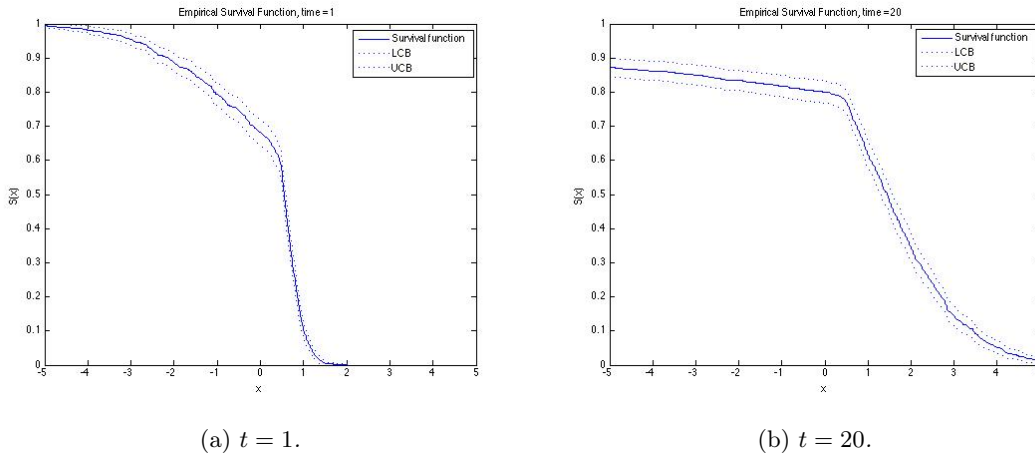 Empirical Survival Function, time =1
1
0.9
0.8
0.7
0.6
0.5
0.4
0.3
0.2
0.1
0
S(x)
-5 -4 -3 -2 -1 0 1 2 3 4 5
x
Survival function
LCB
UCB
(a) t = 1.
Empirical Survival Function, time =20
1
0.9
0.8
0.7
0.6
0.5
0.4
0.3
0.2
0.1
0
S(x)
-5 -4 -3 -2 -1 0 1 2 3 4 5
x
Survival function
LCB
UCB
(b) t = 20.